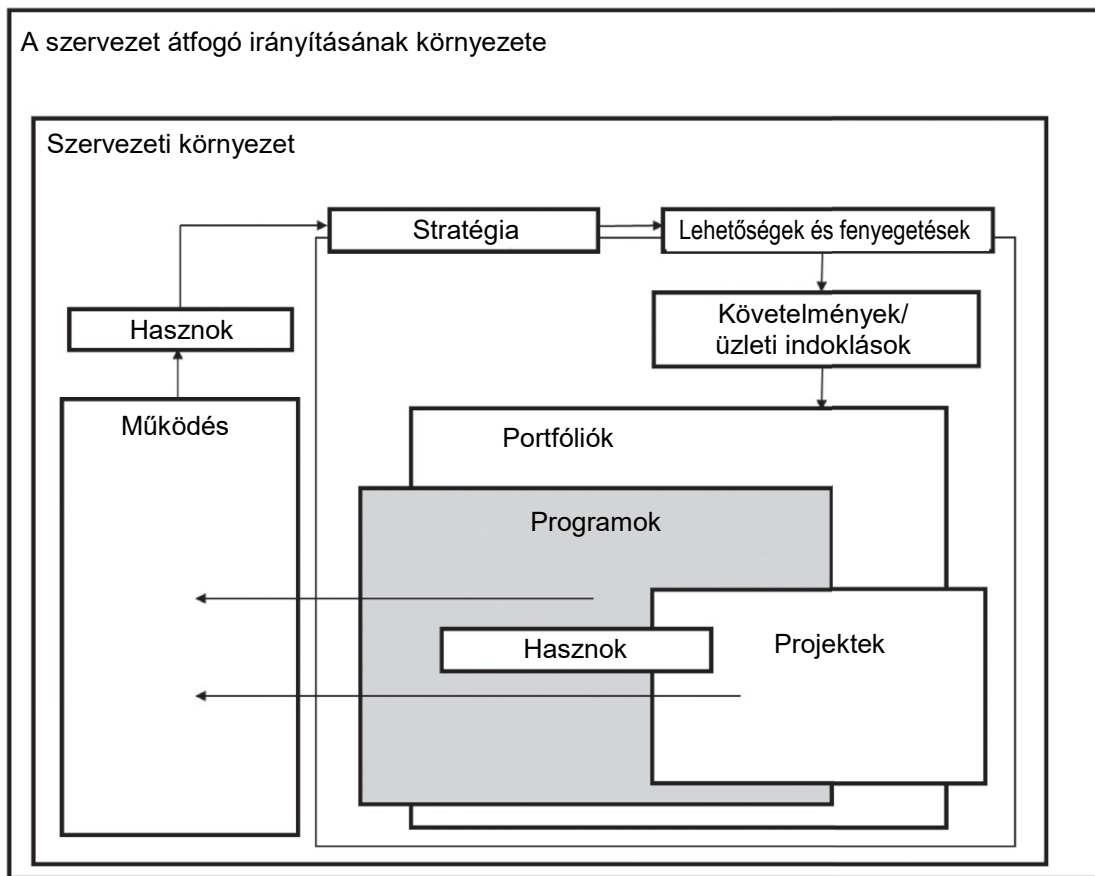 A szervezet átfogó irányításának környezete
Szervezeti környezet
Stratégia
Lehetőségek és fenyegetések
Hasznok
Követelmények/
üzleti indoklások
Működés
Portfóliók
Programok
Hasznok
Projektek